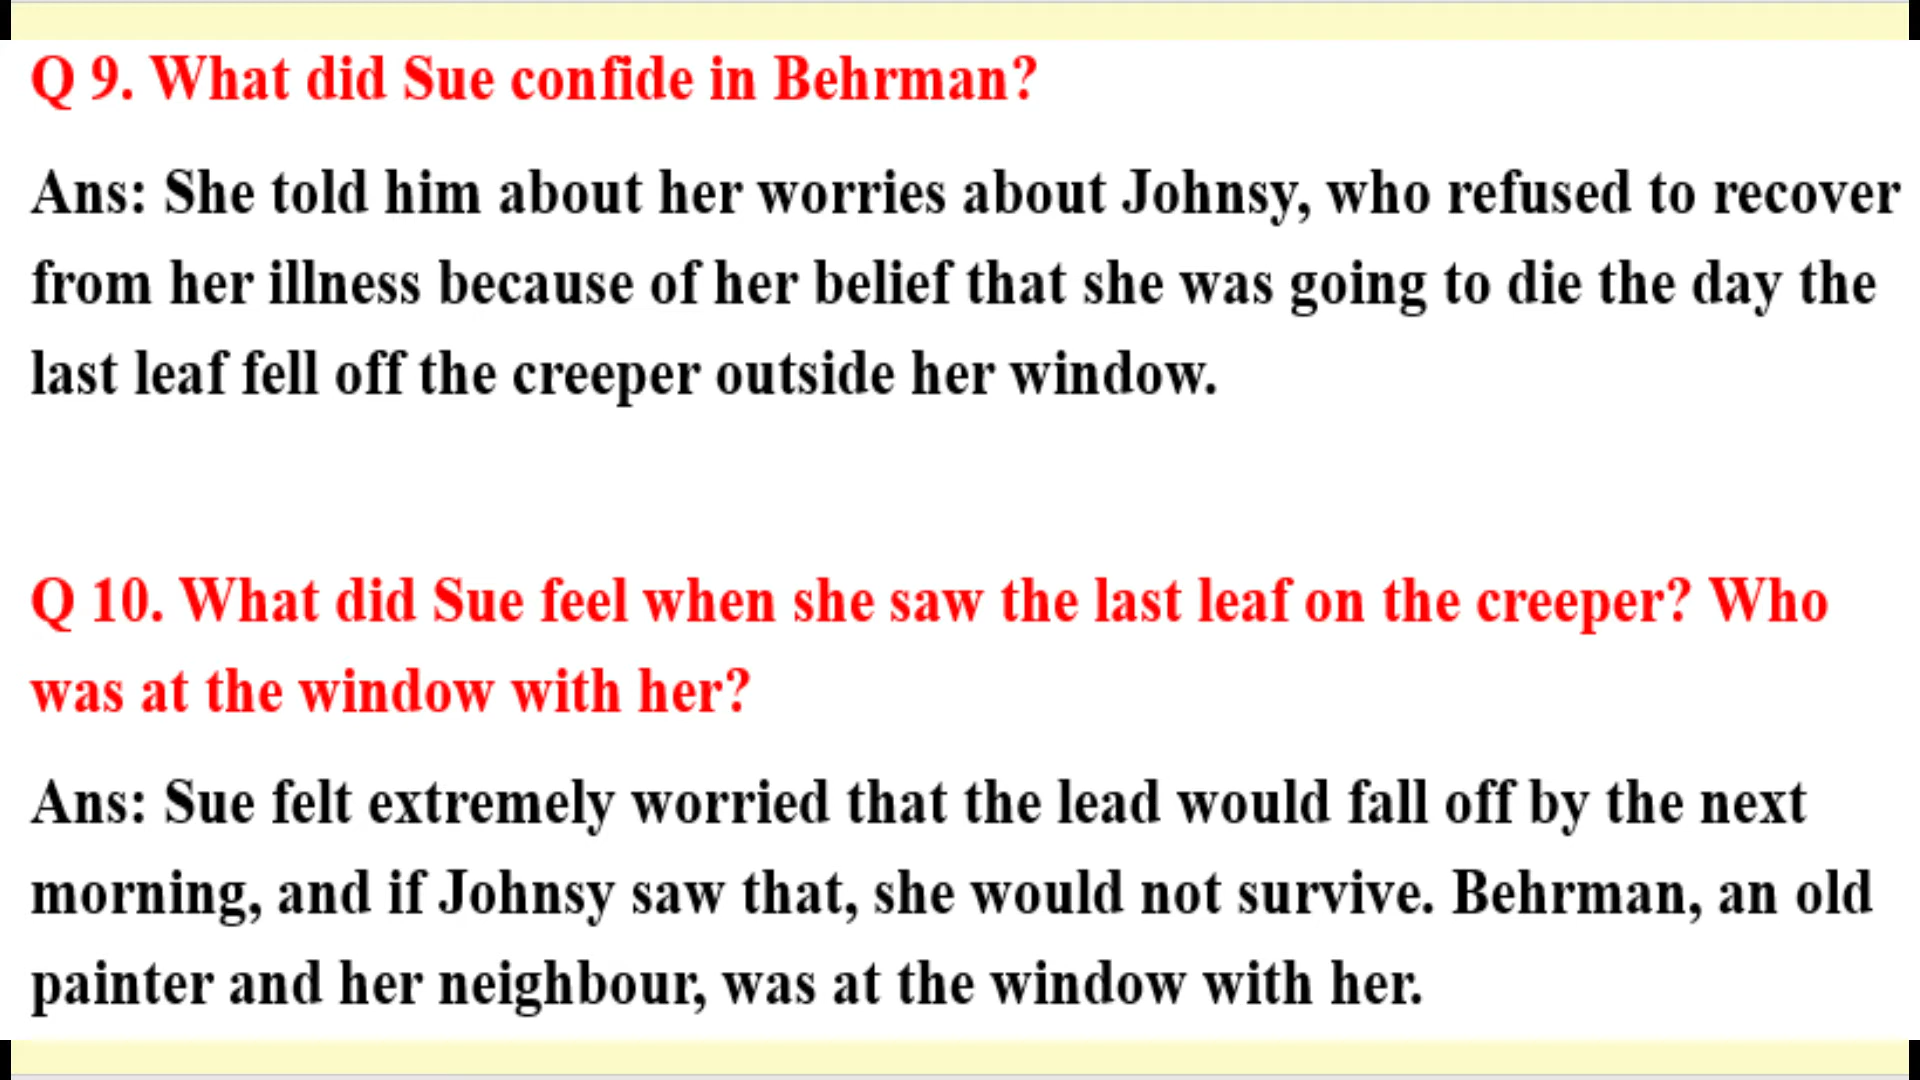 Q 9. What did Sue confide in Behrman?
Ans: She told him about her worries about Johnsy, who refused to recover
from her illness because of her belief that she was going to die the day the
last leaf fell off the creeper outside her window.
Q 10. What did Sue feel when she saw the last leaf on the creeper? Who
was at the window with her?
Ans: Sue felt extremely worried that the lead would fall off by the next
morning, and if Johnsy saw that, she would not survive. Behrman, an old
painter and her neighbour, was at the window with her.